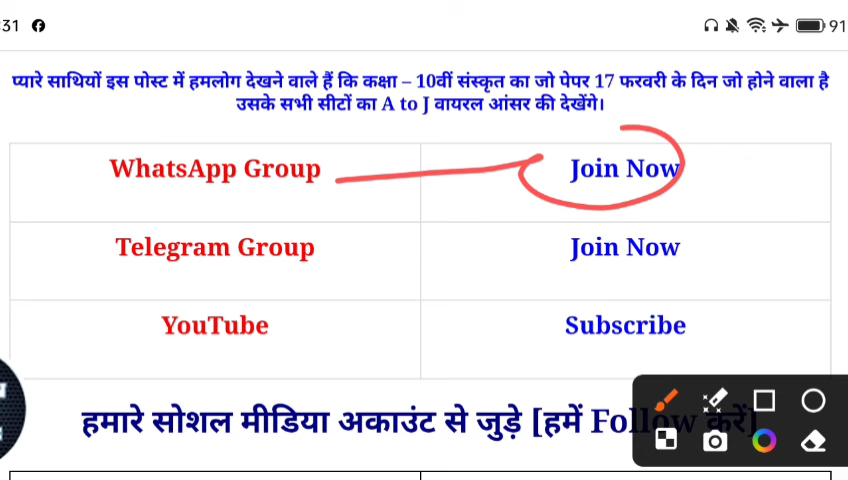 :31
91
प्यारे साथियों इस पोस्ट में हमलोग देखने वाले हैं कि कक्षा – 10वीं संस्कृत का जो पेपर 17 फरवरी के दिन जो होने वाला है
उसके सभी सीटों का A to J वायरल आंसर की देखेंगे।
WhatsApp Group Join Now
Telegram Group Join Now
YouTube Subscribe
हमारे सोशल मीडिया अकाउंट से जुड़े [हमें Follow करें]